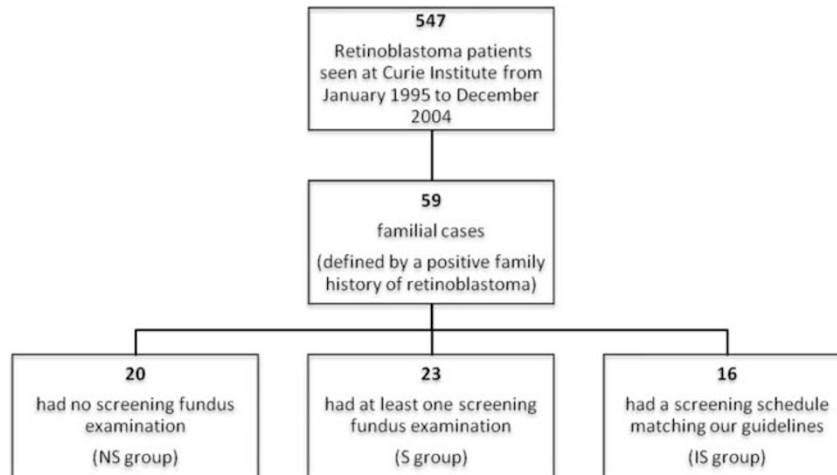 547
Retinoblastoma patients
seen at Curie Institute from
January 1995 to December
2004
59
familial cases
(defined by a positive family
history of retinoblastoma)
20
had no screening fundus
examination
(NS group)
23
had at least one screening
fundus examination
(S group)
16
had a screening schedule
matching our guidelines
(IS group)